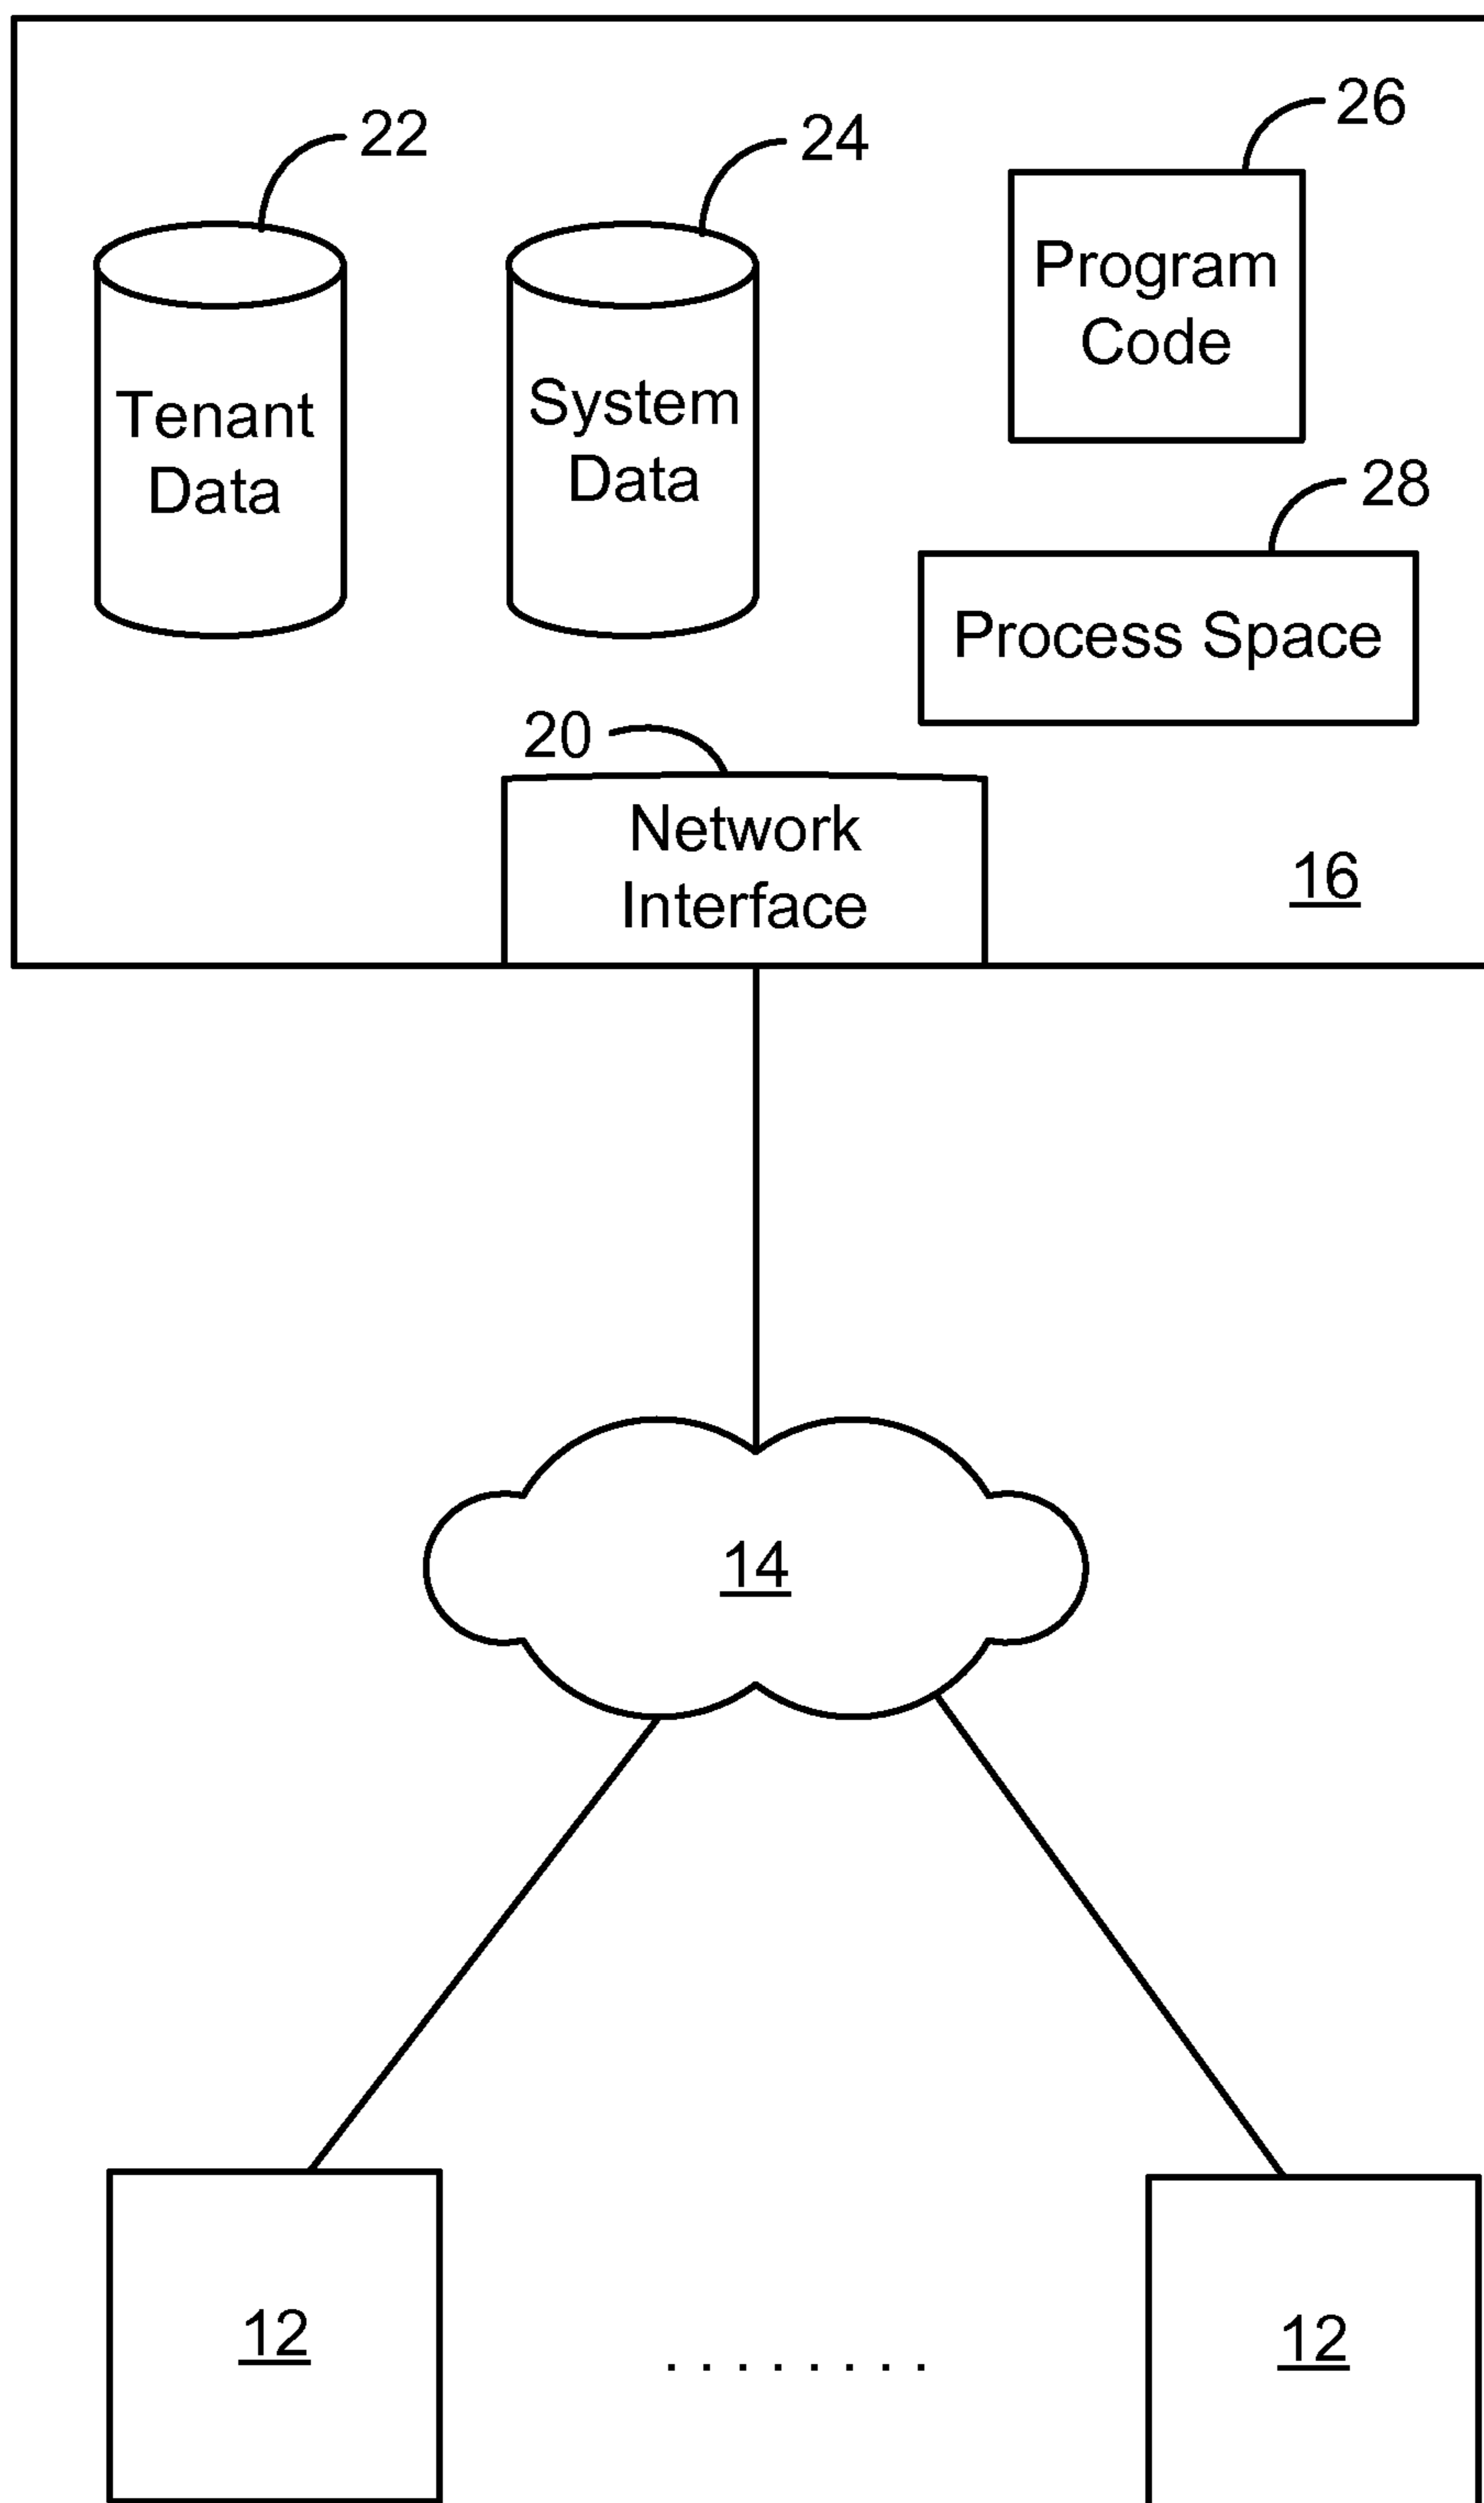 22
24
26
Tenant
Data
System
Data
Program
Code
28
Process Space
20
Network
Interface
16
14
12
. . . . . . . .
12